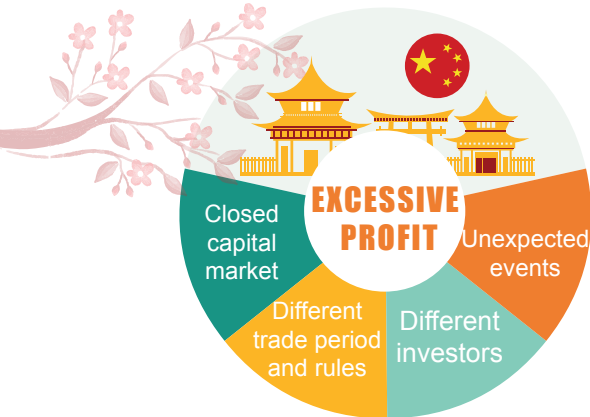 EXCESSIVE
PROFIT
Closed
capital
market
Different
trade period
and rules
Different
investors
Unexpected
events